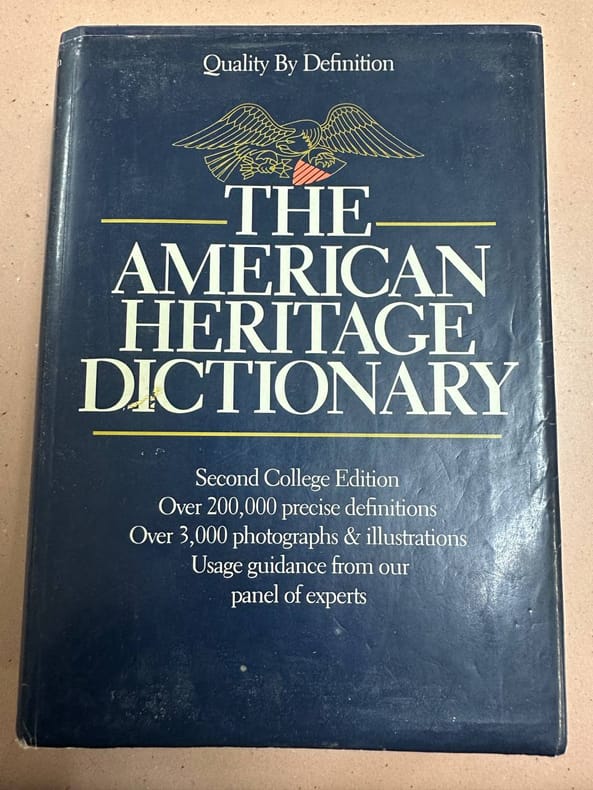 Quality By Definition
THE
AMERICAN
HERITAGE
DICTIONARY
Second College Edition
Over 200,000 precise definitions
Over 3,000 photographs & illustrations
Usage guidance from our
panel of experts